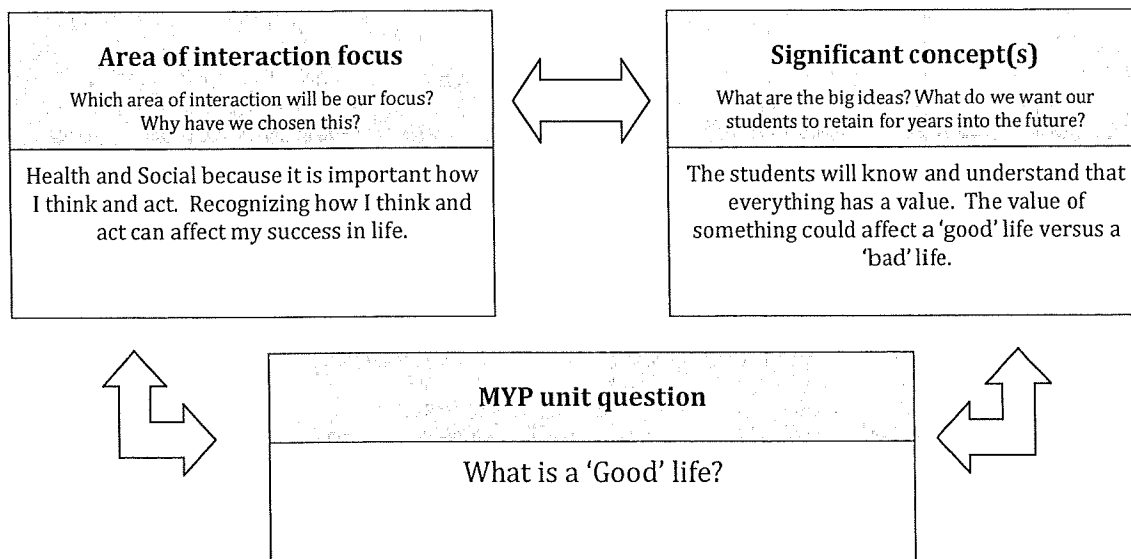 Area of interaction focus
Which area of interaction will be our focus?
Why have we chosen this?
Health and Social because it is important how
I think and act.  Recognizing how I think and
act can affect my success in life.
Significant concept(s)
What are the big ideas? What do we want our
students to retain for years into the future?
The students will know and understand that
everything has a value.  The value of
something could affect a ‘good’ life versus a
‘bad’ life.
MYP unit question
What is a ‘Good’ life?